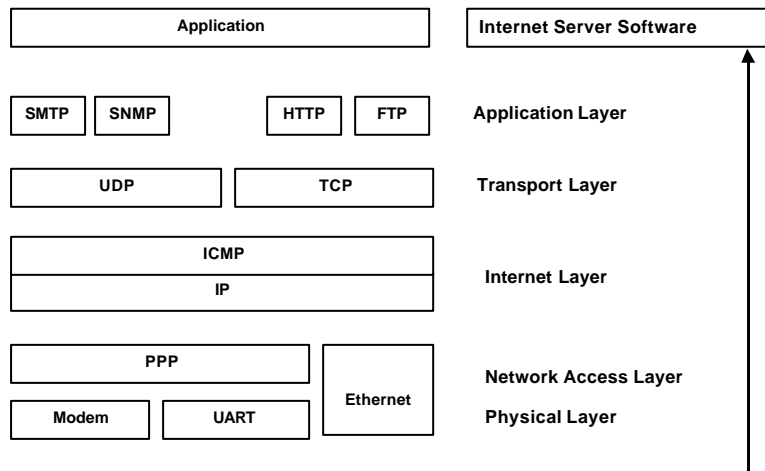 Application
Internet Server Software
SMTP SNMP HTTP FTP
Application Layer
UDP TCP
Transport Layer
ICMP
IP
Internet Layer
PPP
Ethernet
Network Access Layer
Modem UART
Physical Layer